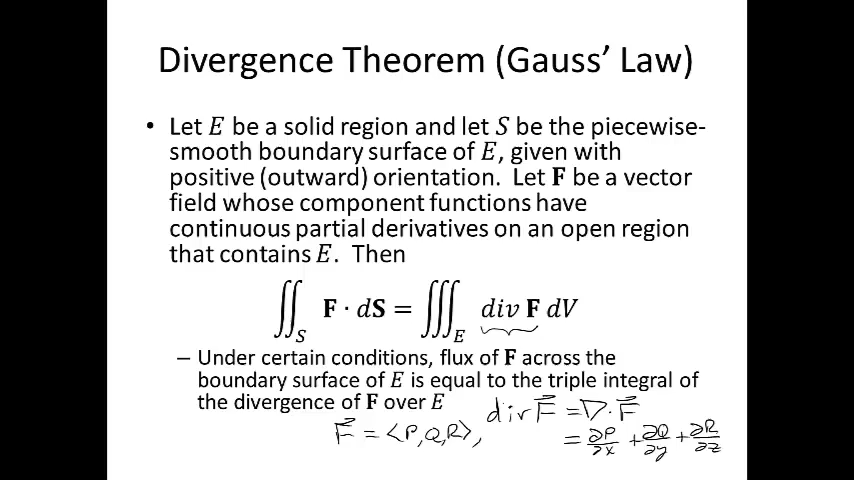 Divergence Theorem (Gauss’ Law)
• Let E be a solid region and let S be the piecewise-
smooth boundary surface of E, given with
positive (outward) orientation. Let F be a vector
field whose component functions have
continuous partial derivatives on an open region
that contains E. Then
∬_S F · dS = ∭_E div F dV
– Under certain conditions, flux of F across the
boundary surface of E is equal to the triple integral of
the divergence of F over E
div F⃗ = ∇·F⃗
F⃗ = <P,Q,R>,
= ∂P/∂x + ∂Q/∂y + ∂R/∂z